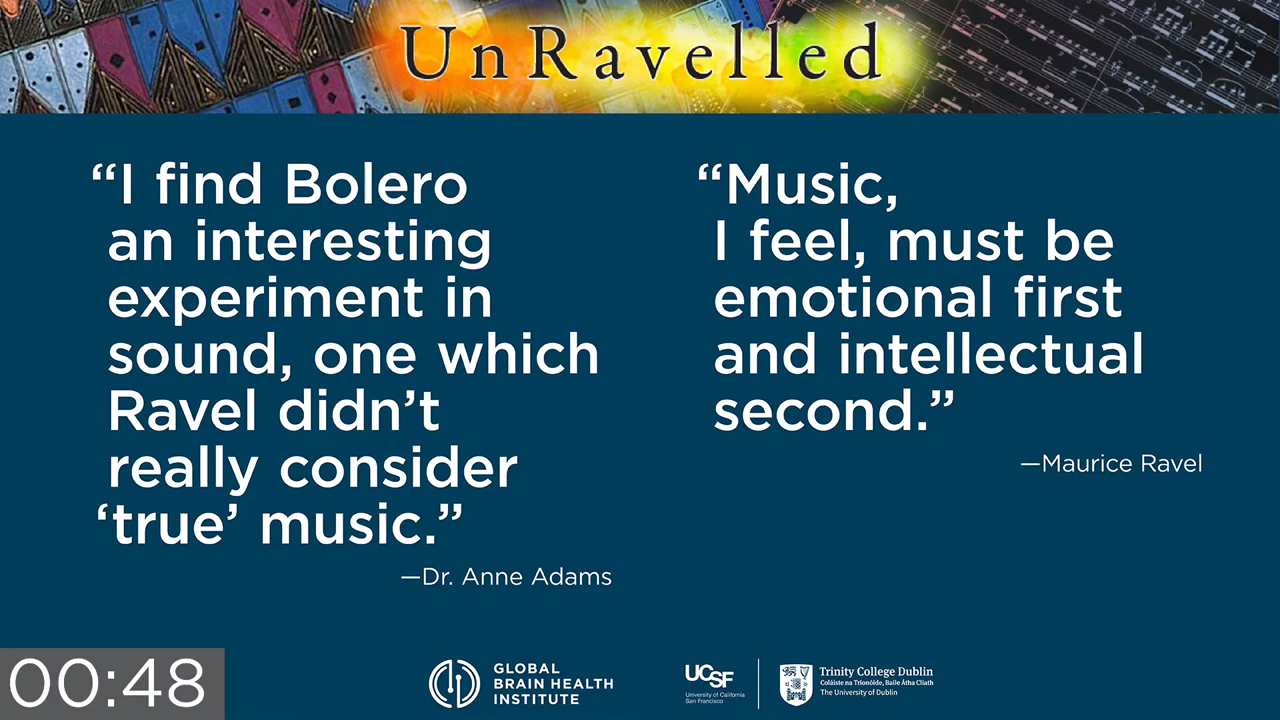 UnRavelled
“I find Bolero
an interesting
experiment in
sound, one which
Ravel didn’t
really consider
‘true’ music.”
—Dr. Anne Adams
“Music,
I feel, must be
emotional first
and intellectual
second.”
—Maurice Ravel
00:48
GLOBAL
BRAIN HEALTH
INSTITUTE
UCSF
University of California
San Francisco
Trinity College Dublin
Coláiste na Tríonóide, Baile Átha Cliath
The University of Dublin